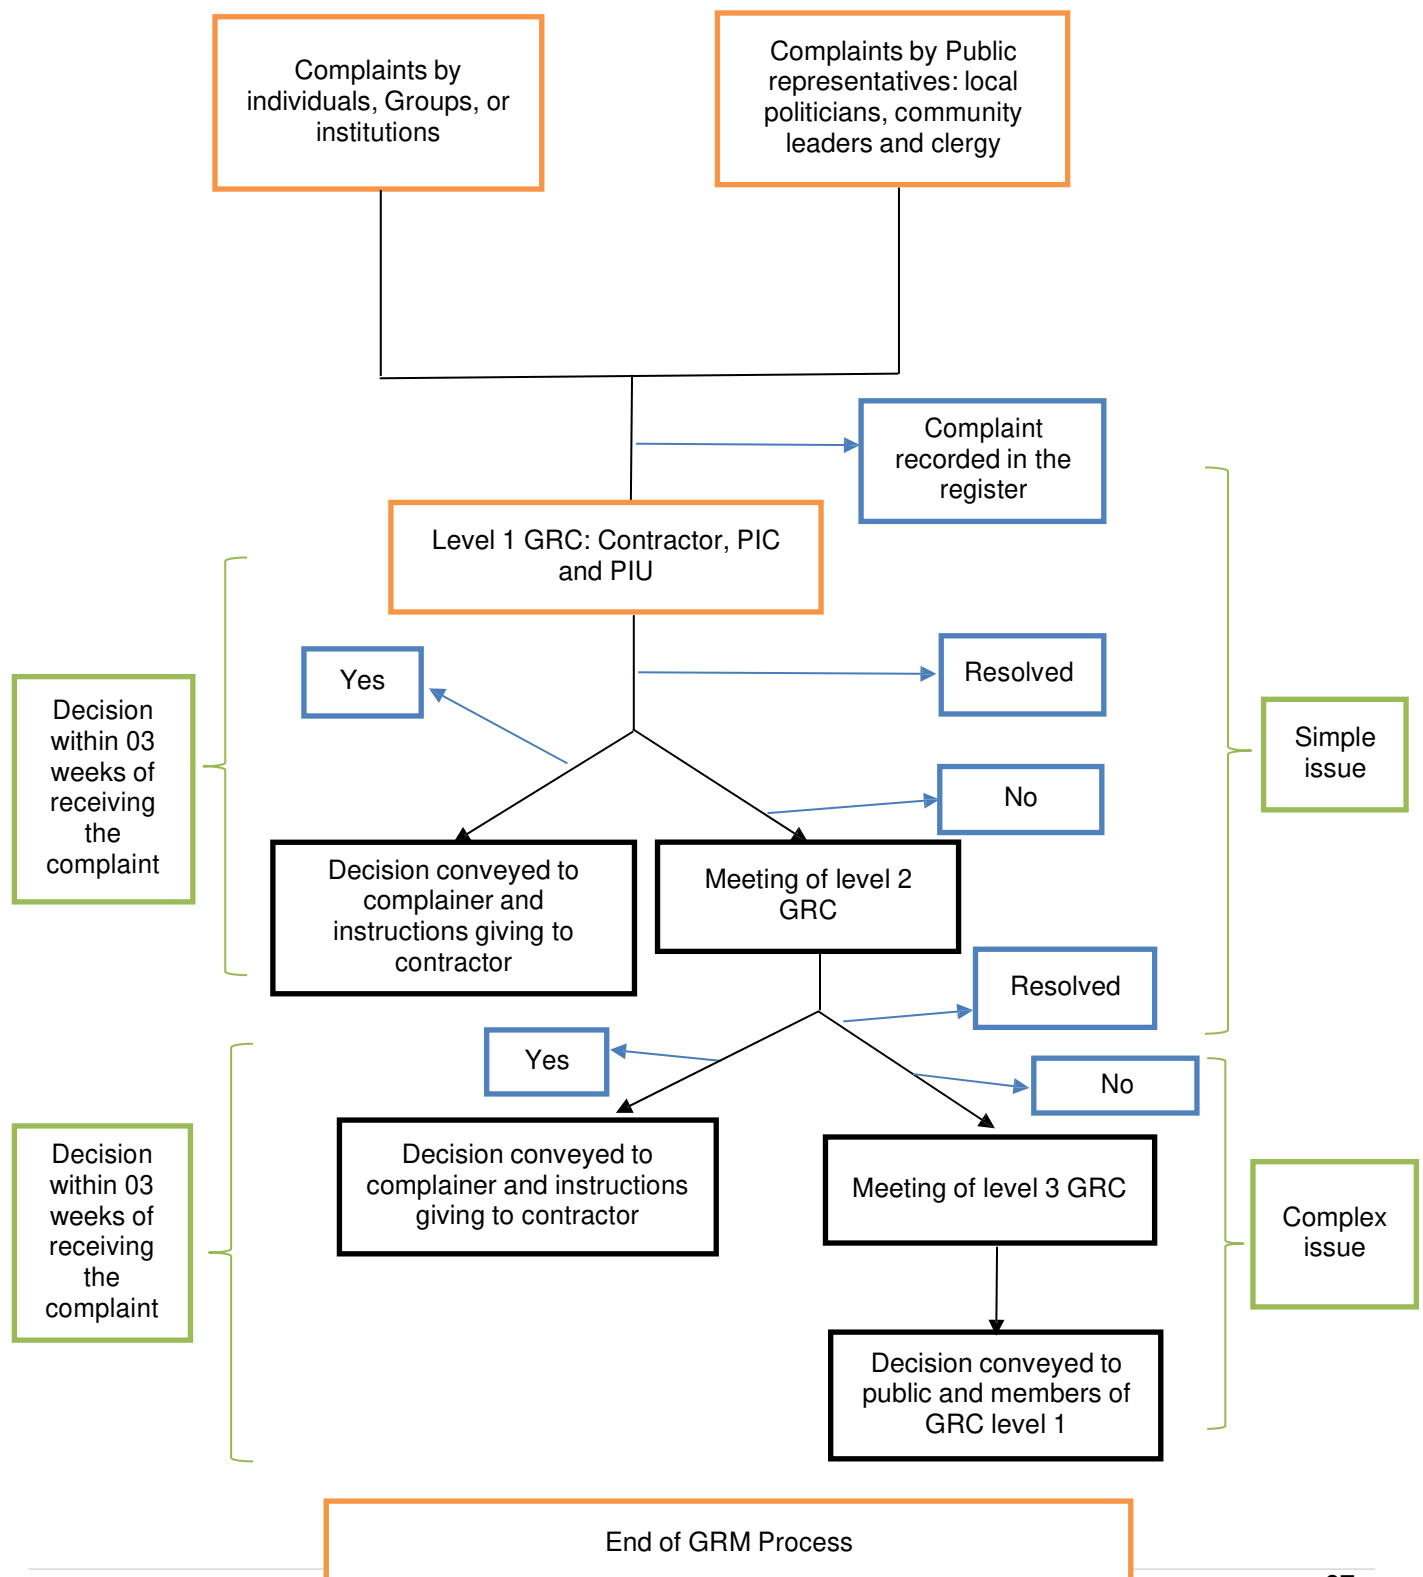 Complaints by
individuals, Groups, or
institutions
Complaints by Public
representatives: local
politicians, community
leaders and clergy
Complaint
recorded in the
register
Level 1 GRC: Contractor, PIC
and PIU
Yes
Resolved
Decision
within 03
weeks of
receiving
the
complaint
Simple
issue
No
Decision conveyed to
complainer and
instructions giving to
contractor
Meeting of level 2
GRC
Resolved
Yes
No
Decision
within 03
weeks of
receiving
the
complaint
Decision conveyed to
complainer and instructions
giving to contractor
Meeting of level 3 GRC
Complex
issue
Decision conveyed to
public and members of
GRC level 1
End of GRM Process